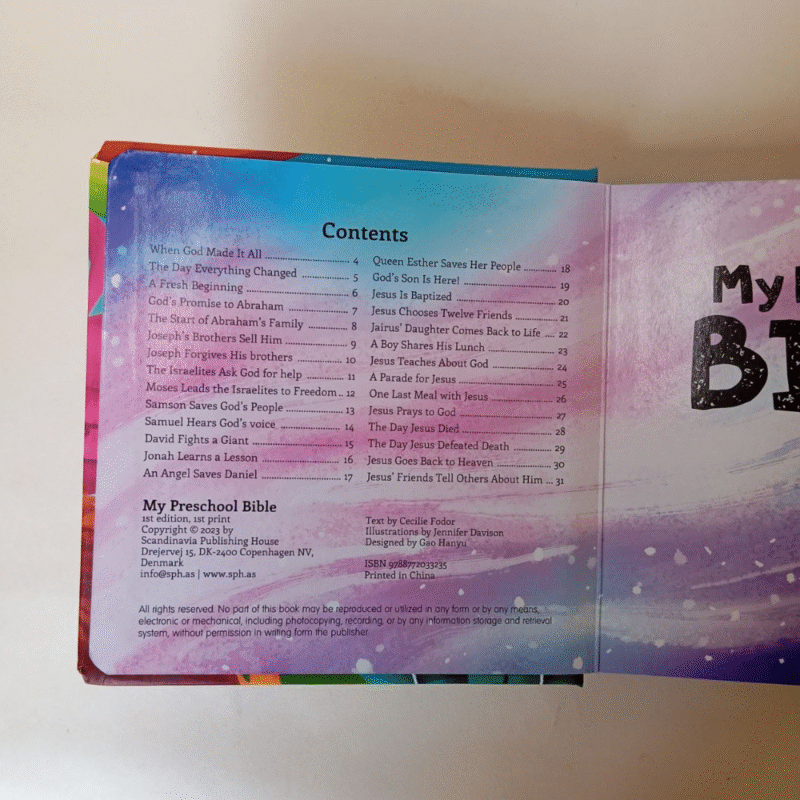 Contents
When God Made It All ........ 4
The Day Everything Changed ........ 5
A Fresh Beginning ........ 6
God's Promise to Abraham ........ 7
The Start of Abraham's Family ........ 8
Joseph's Brothers Sell Him ........ 9
Joseph Forgives His brothers ........ 10
The Israelites Ask God for help ........ 11
Moses Leads the Israelites to Freedom .. 12
Samson Saves God's People ........ 13
Samuel Hears God's voice ........ 14
David Fights a Giant ........ 15
Jonah Learns a Lesson ........ 16
An Angel Saves Daniel ........ 17
Queen Esther Saves Her People ........ 18
God's Son Is Here! ........ 19
Jesus Is Baptized ........ 20
Jesus Chooses Twelve Friends ........ 21
Jairus' Daughter Comes Back to Life .... 22
A Boy Shares His Lunch ........ 23
Jesus Teaches About God ........ 24
A Parade for Jesus ........ 25
One Last Meal with Jesus ........ 26
Jesus Prays to God ........ 27
The Day Jesus Died ........ 28
The Day Jesus Defeated Death ........ 29
Jesus Goes Back to Heaven ........ 30
Jesus' Friends Tell Others About Him ... 31
My Preschool Bible
1st edition, 1st print
Copyright © 2023 by
Scandinavia Publishing House
Drejervej 15, DK-2400 Copenhagen NV,
Denmark
info@sph.as | www.sph.as
Text by Cecilie Fodor
Illustrations by Jennifer Davison
Designed by Gao Hanyu
ISBN 9788772033235
Printed in China
All rights reserved. No part of this book may be reproduced or utilized in any form or by any means,
electronic or mechanical, including photocopying, recording, or by any information storage and retrieval
system, without permission in writing form the publisher.
My